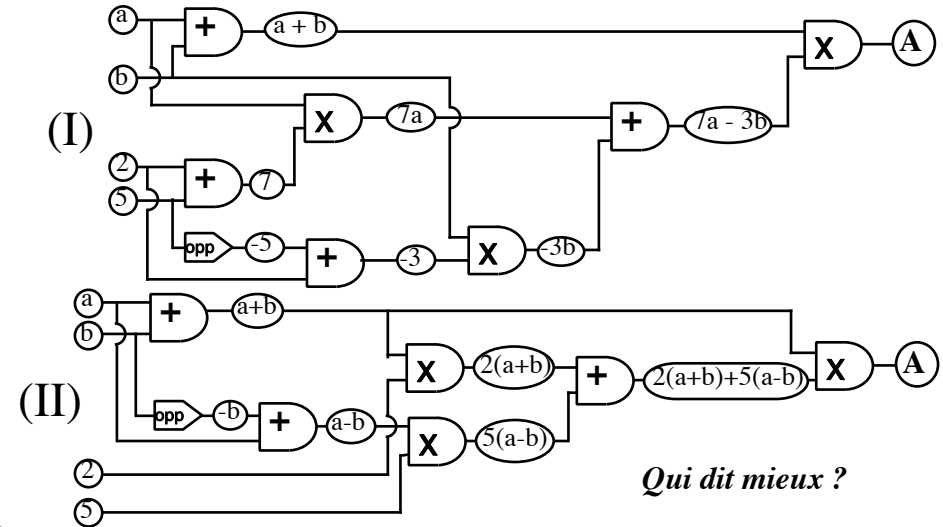 a + a + b X A
b
(I) X 7a + 7a - 3b
2 + 7
5
opp -5 + -3 X -3b
a + a+b
b
X 2(a+b) + 2(a+b)+5(a-b) X A
(II) opp -b + a-b X 5(a-b)
2
5
Qui dit mieux ?